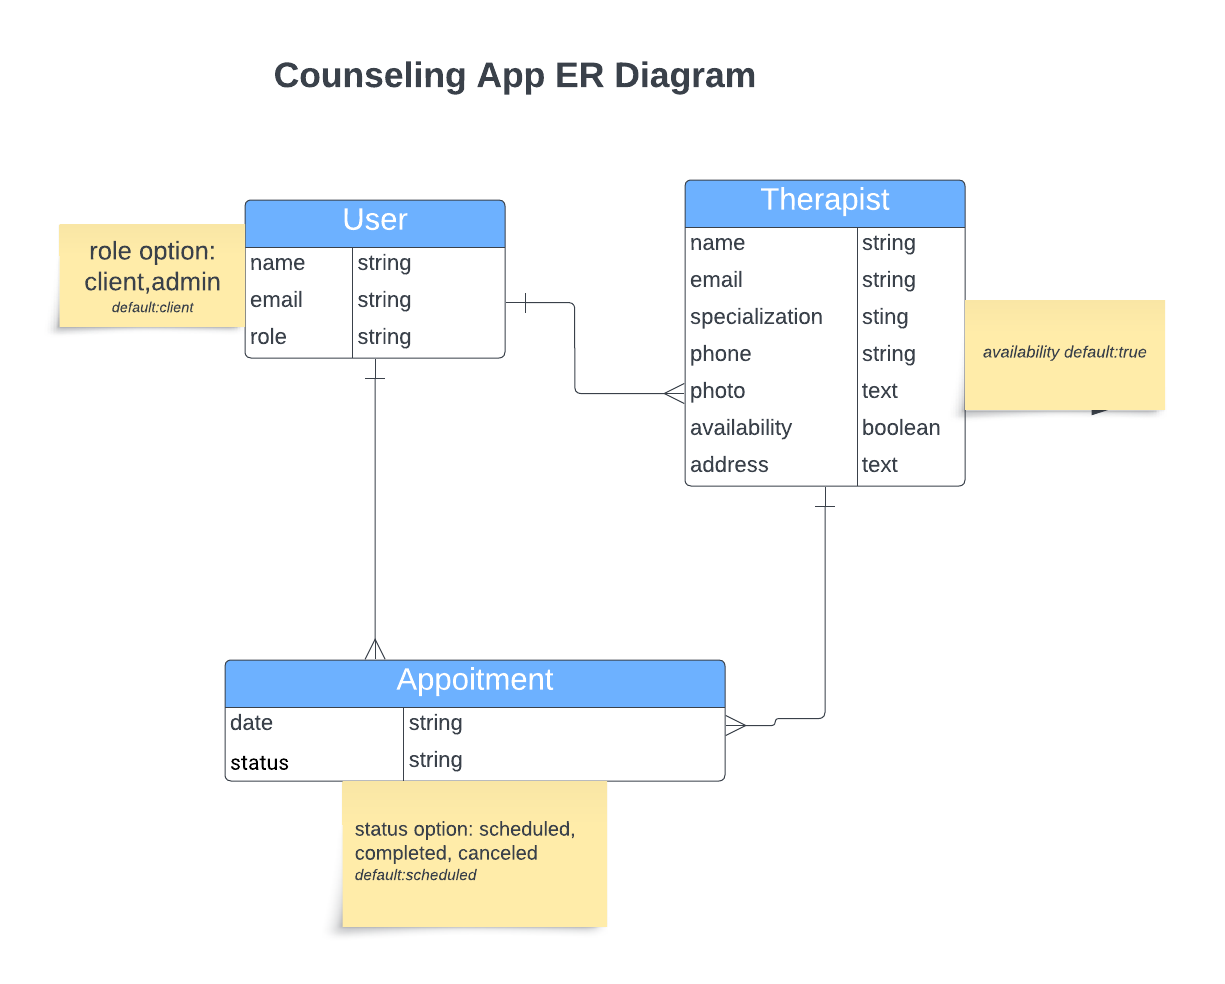 Counseling App ER Diagram
User
name string
email string
role string
role option:
client,admin
default:client
Therapist
name string
email string
specialization sting
phone string
photo text
availability boolean
address text
availability default:true
Appoitment
date string
status string
status option: scheduled,
completed, canceled
default:scheduled